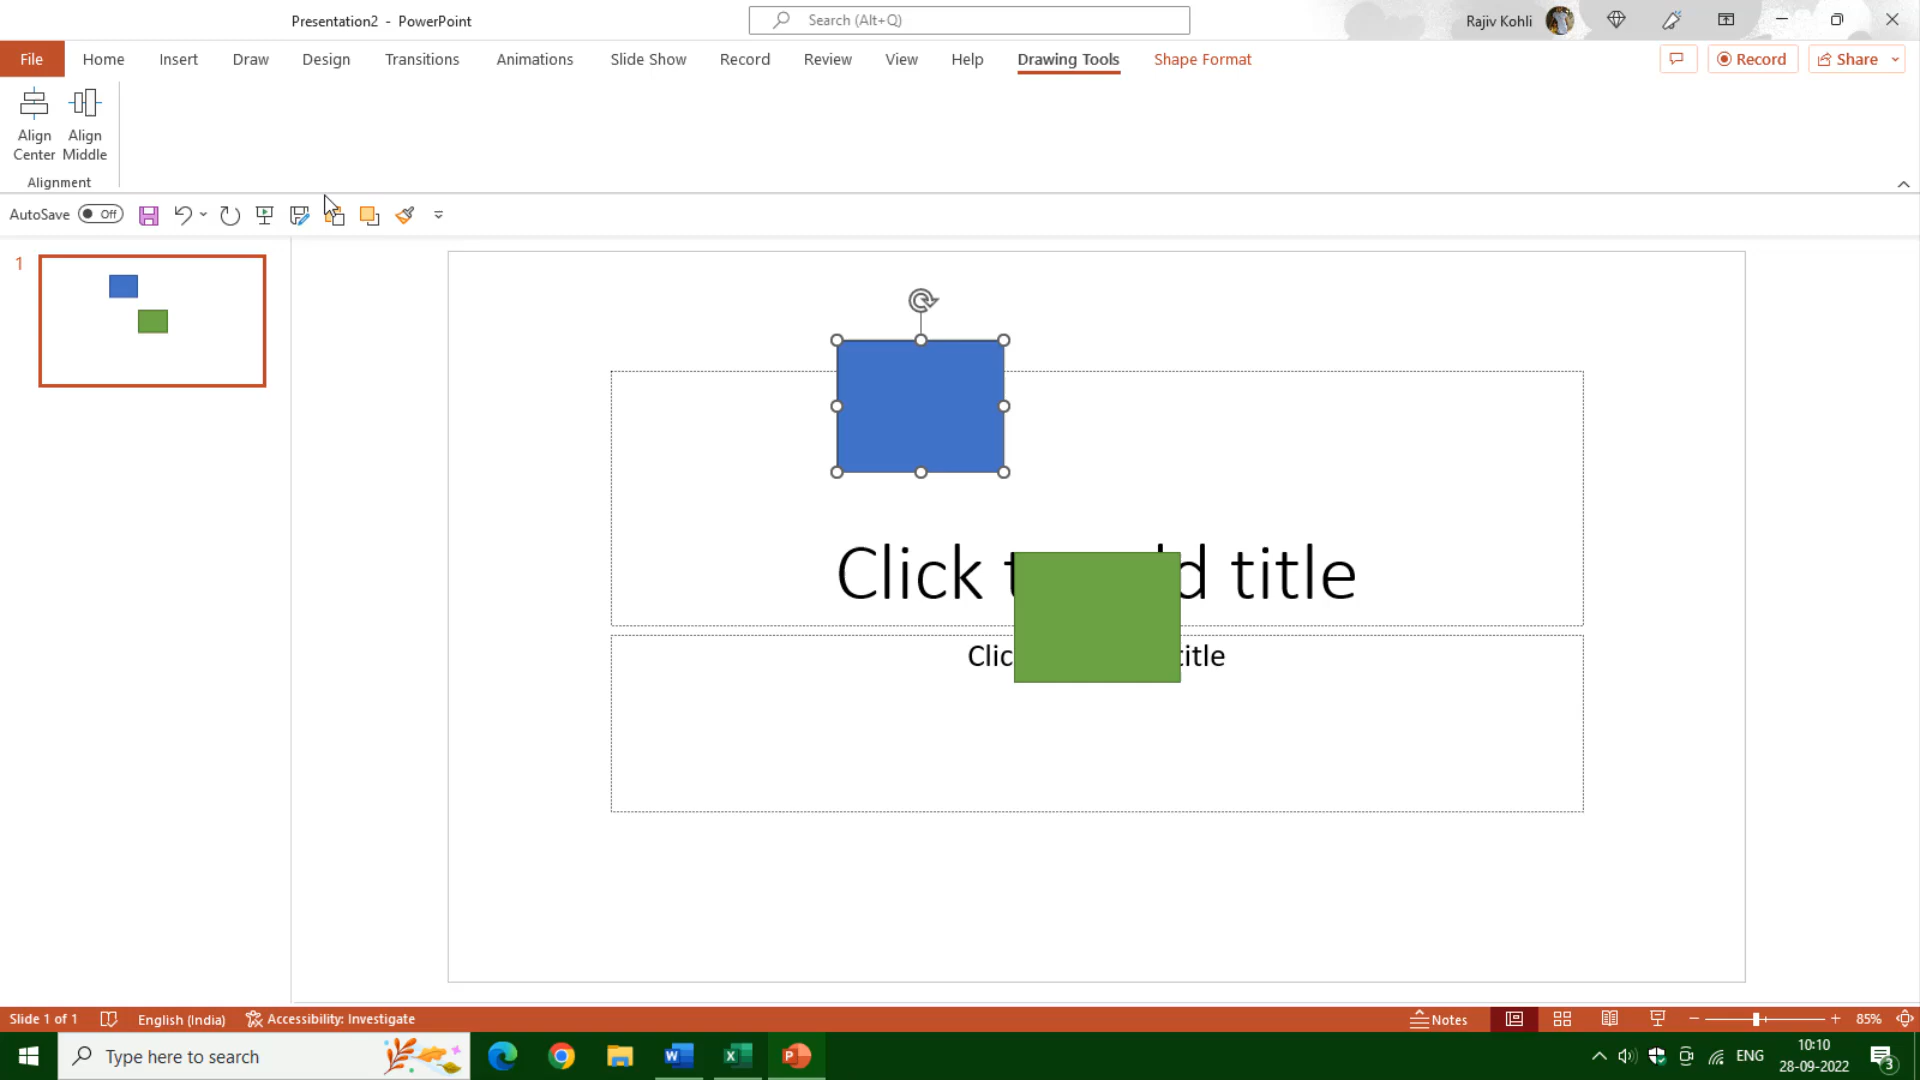 Presentation2 - PowerPoint
Search (Alt+Q)
Rajiv Kohli
File Home Insert Draw Design Transitions Animations Slide Show Record Review View Help Drawing Tools Shape Format
Record Share
Align Center
Align Middle
Alignment
AutoSave Off
1
Click t d title
Clic title
Slide 1 of 1 English (India) Accessibility: Investigate
Notes 85%
Type here to search
ENG
10:10
28-09-2022
3